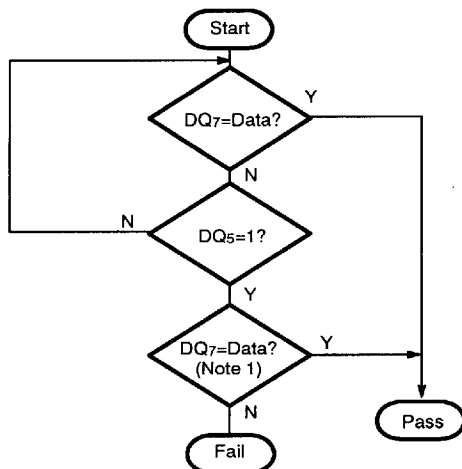 Start
Y
DQ7=Data?
N
N
DQ5=1?
Y
DQ7=Data?
(Note 1)
Y
N
Pass
Fail